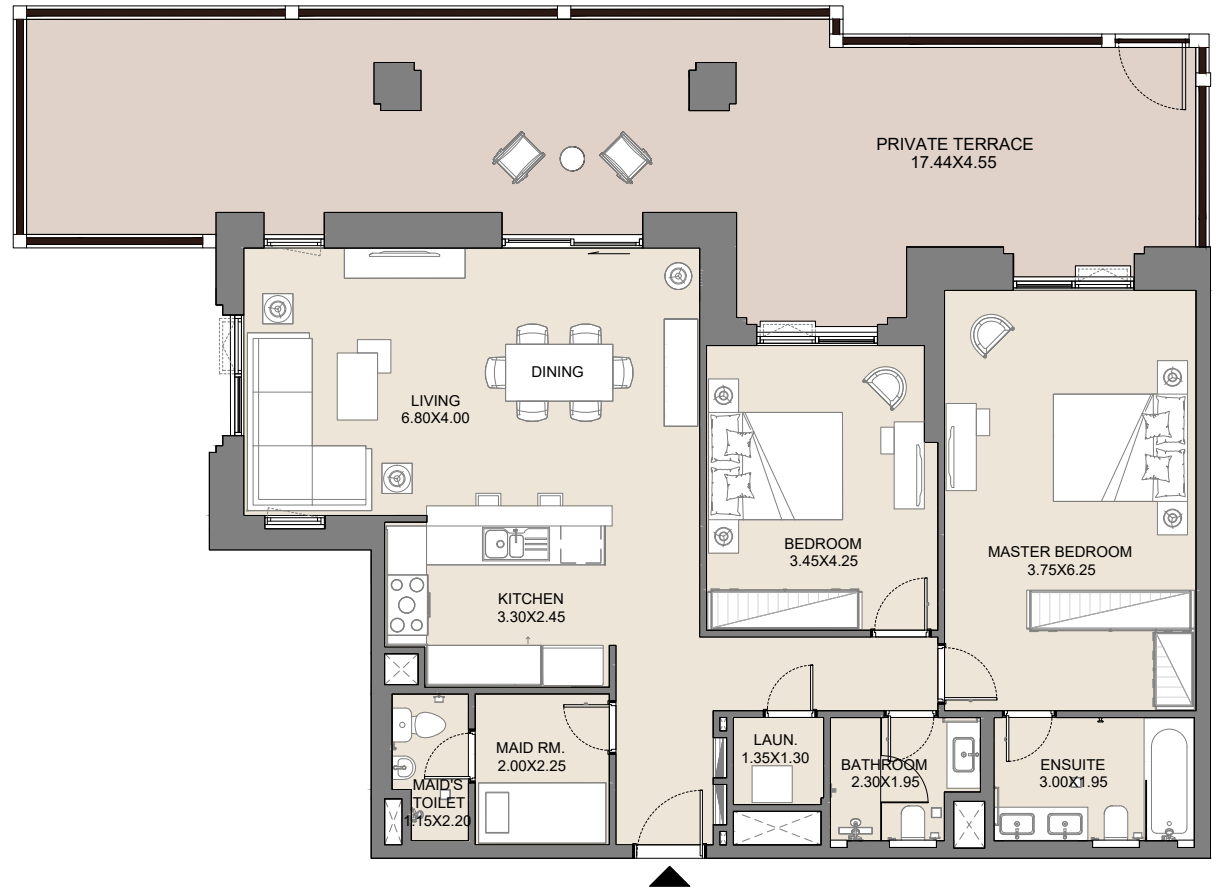 PRIVATE TERRACE
17.44X4.55
DINING
LIVING
6.80X4.00
BEDROOM
3.45X4.25
MASTER BEDROOM
3.75X6.25
KITCHEN
3.30X2.45
MAID RM.
2.00X2.25
LAUN.
1.35X1.30
BATHROOM
2.30X1.95
ENSUITE
3.00X1.95
MAID'S
TOILET
1.15X2.20